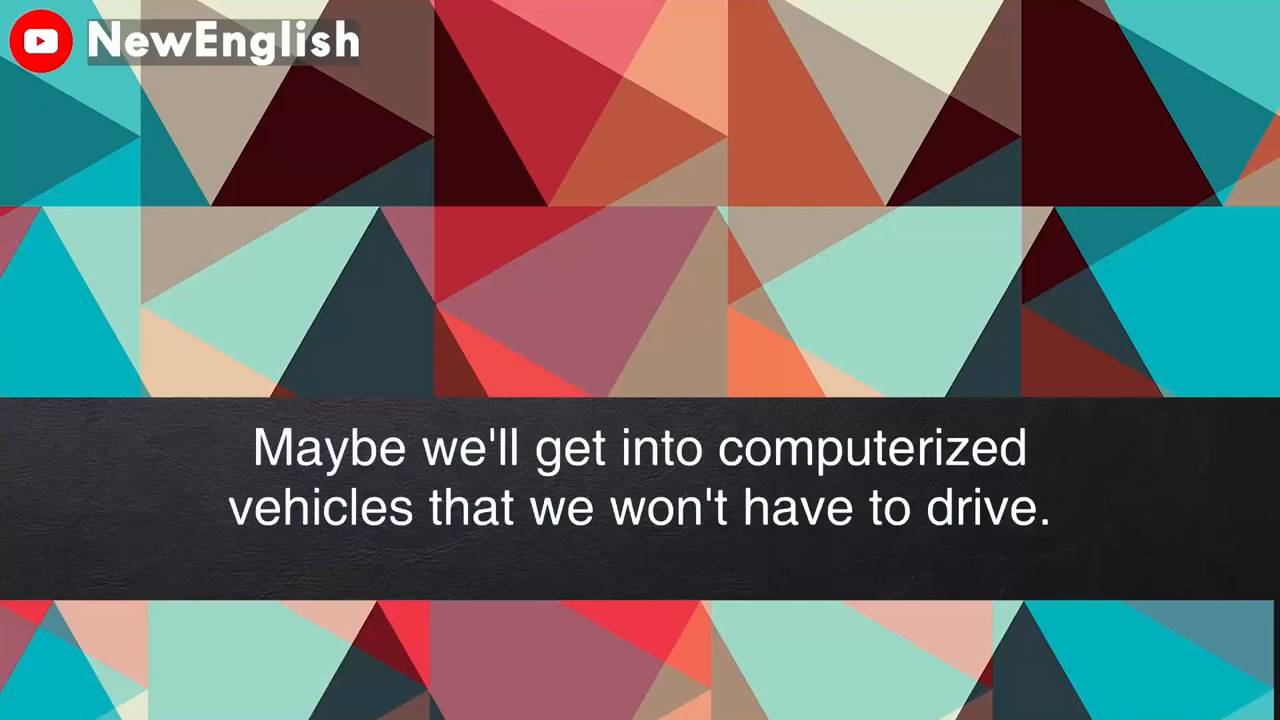 NewEnglish
Maybe we'll get into computerized
vehicles that we won't have to drive.